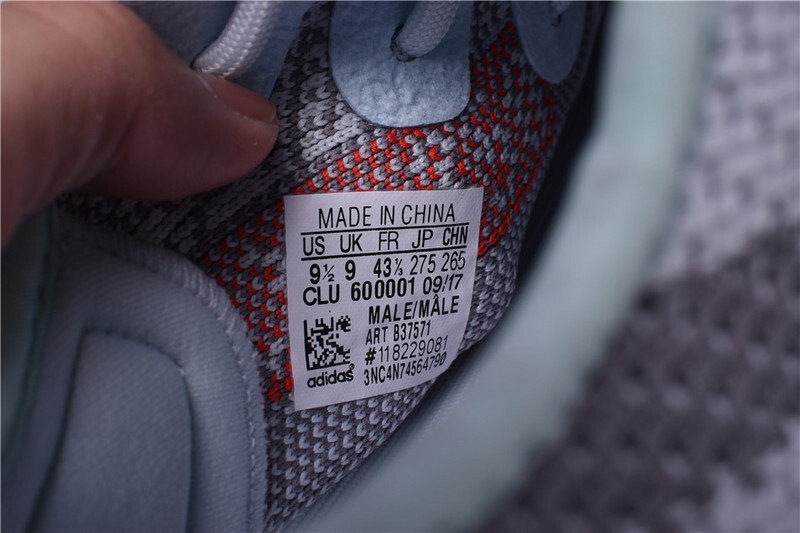 MADE IN CHINA
US UK FR JP CHN
9½ 9 43⅓ 275 265
CLU 600001 09/17
MALE/MÂLE
ART B37571
#118229081
3NC4N74564790
adidas®